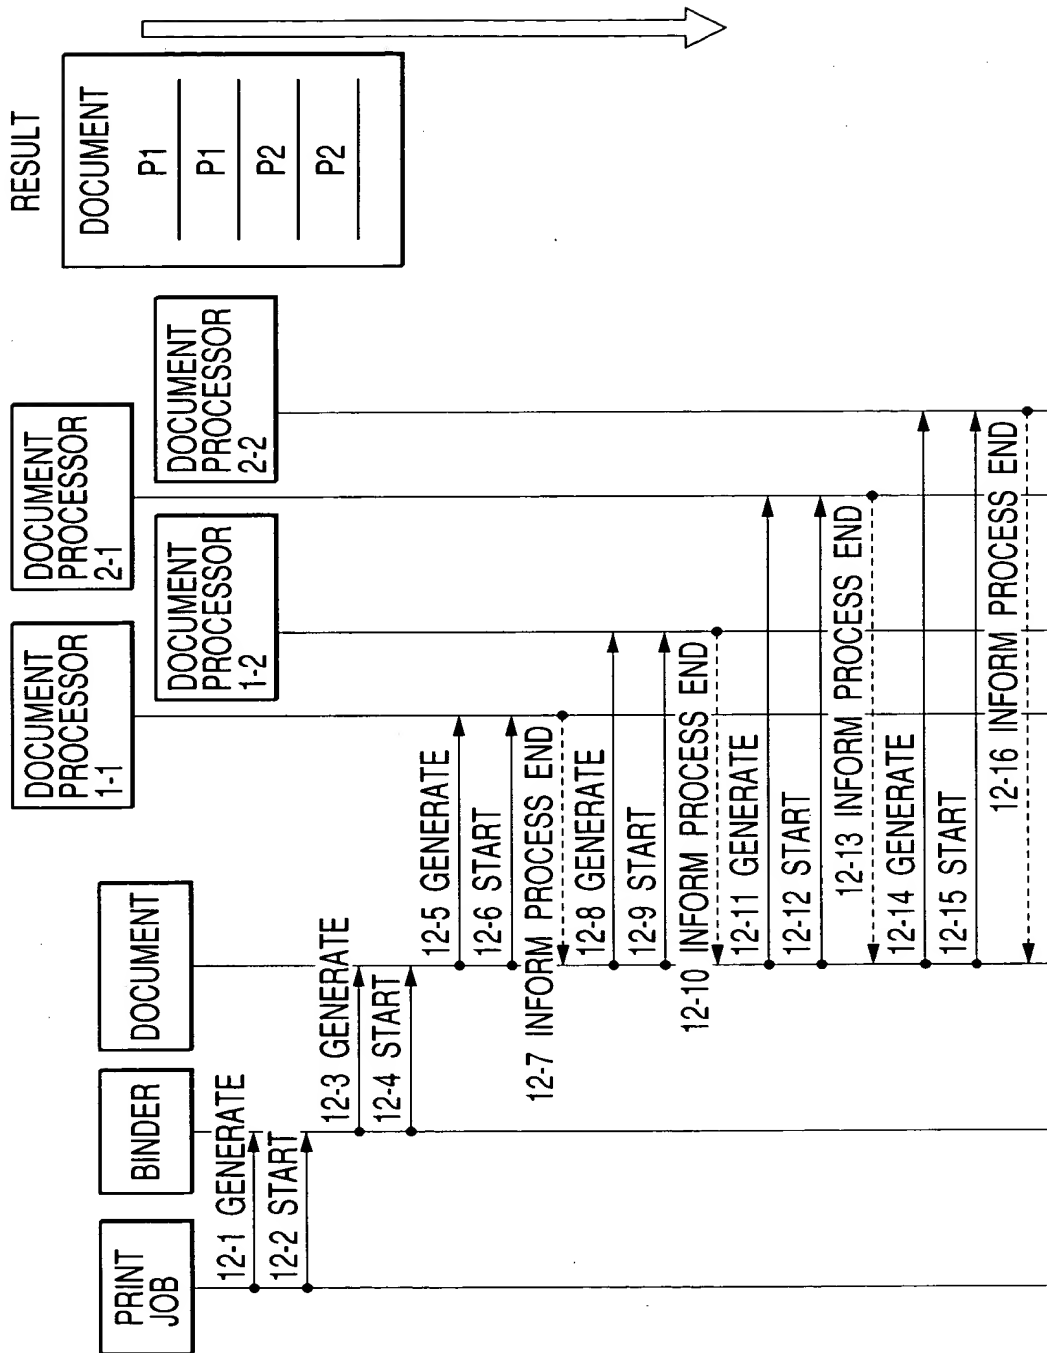 PRINT
JOB
BINDER
DOCUMENT
DOCUMENT
PROCESSOR
1-1
DOCUMENT
PROCESSOR
1-2
DOCUMENT
PROCESSOR
2-1
DOCUMENT
PROCESSOR
2-2
RESULT
DOCUMENT
P1
P1
P2
P2
12-1 GENERATE
12-2 START
12-3 GENERATE
12-4 START
12-5 GENERATE
12-6 START
12-7 INFORM PROCESS END
12-8 GENERATE
12-9 START
12-10 INFORM PROCESS END
12-11 GENERATE
12-12 START
12-13 INFORM PROCESS END
12-14 GENERATE
12-15 START
12-16 INFORM PROCESS END